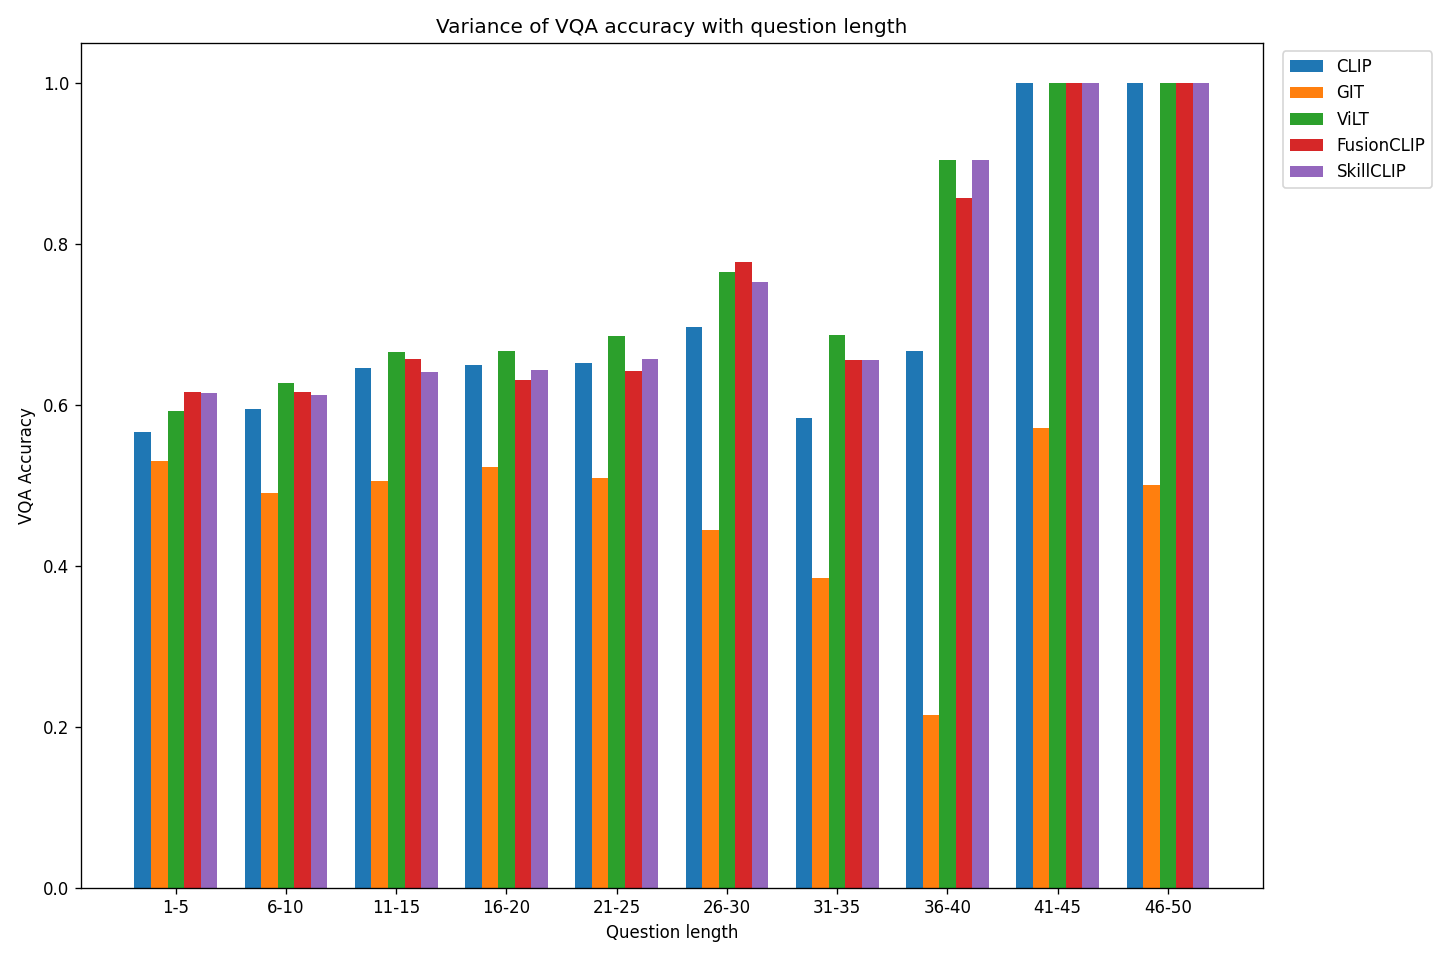 Variance of VQA accuracy with question length
CLIP
GIT
ViLT
FusionCLIP
SkillCLIP
VQA Accuracy
1.0
0.8
0.6
0.4
0.2
0.0
1-5 6-10 11-15 16-20 21-25 26-30 31-35 36-40 41-45 46-50
Question length